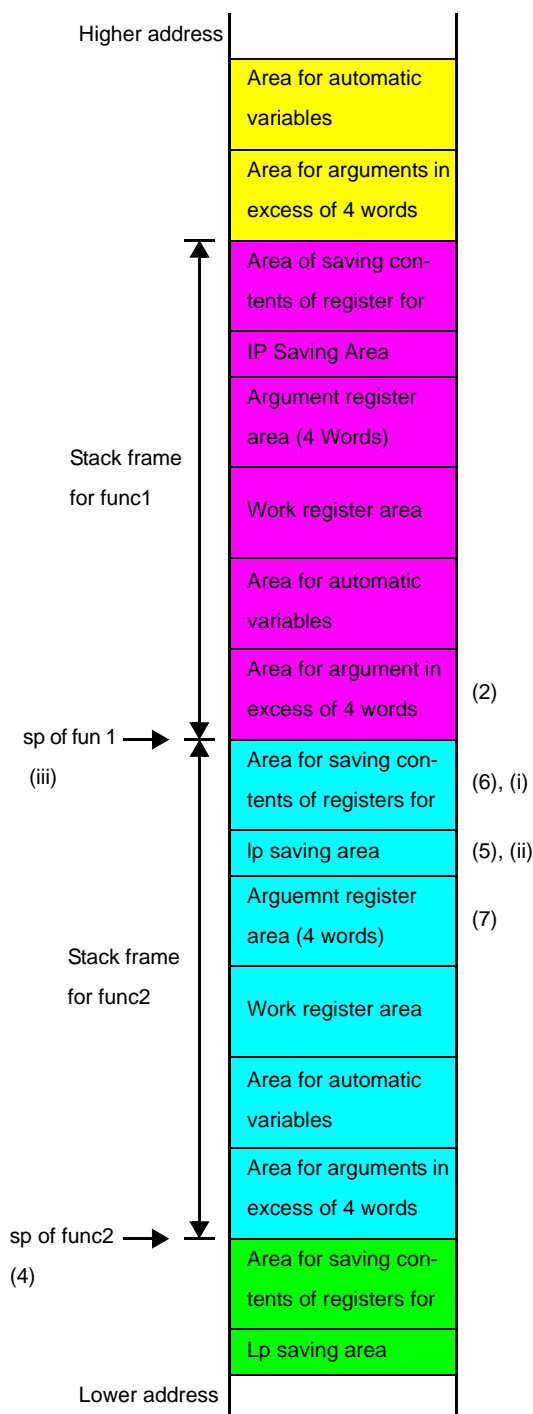 Higher address
Area for automatic
variables
Area for arguments in
excess of 4 words
Area of saving con-
tents of register for
IP Saving Area
Argument register
area (4 Words)
Stack frame
for func1
Work register area
Area for automatic
variables
Area for argument in
excess of 4 words
(2)
sp of fun 1
(iii)
Area for saving con-
tents of registers for
(6), (i)
lp saving area
(5), (ii)
Arguemnt register
area (4 words)
(7)
Stack frame
for func2
Work register area
Area for automatic
variables
Area for arguments in
excess of 4 words
sp of func2
(4)
Area for saving con-
tents of registers for
Lp saving area
Lower address